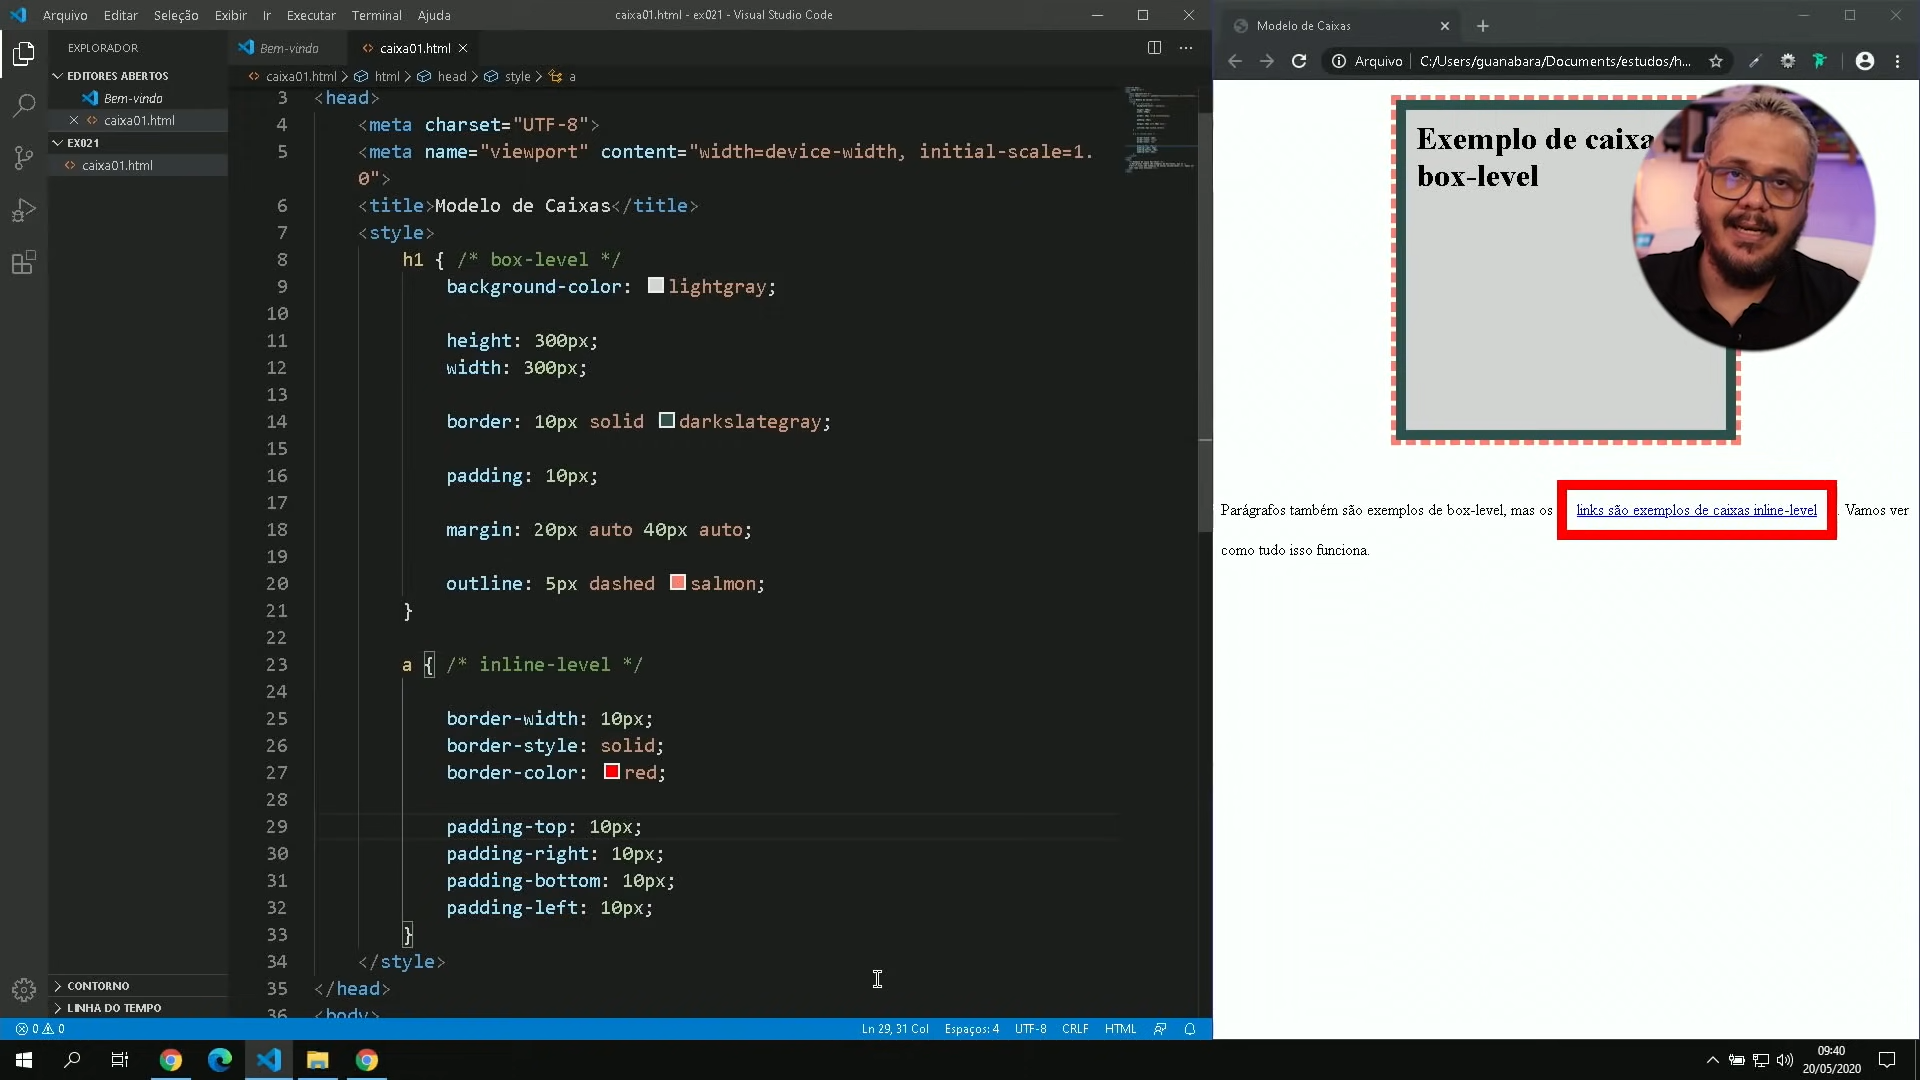 Arquivo Editar Seleção Exibir Ir Executar Terminal Ajuda
caixa01.html - ex021 - Visual Studio Code
EXPLORADOR
EDITORES ABERTOS
Bem-vindo
caixa01.html
EX021
caixa01.html
CONTORNO
LINHA DO TEMPO
Bem-vindo
caixa01.html
caixa01.html > html > head > style > a
3 <head>
4 <meta charset="UTF-8">
5 <meta name="viewport" content="width=device-width, initial-scale=1.
0">
6 <title>Modelo de Caixas</title>
7 <style>
8 h1 { /* box-level */
9 background-color: lightgray;
10
11 height: 300px;
12 width: 300px;
13
14 border: 10px solid darkslategray;
15
16 padding: 10px;
17
18 margin: 20px auto 40px auto;
19
20 outline: 5px dashed salmon;
21 }
22
23 a { /* inline-level */
24
25 border-width: 10px;
26 border-style: solid;
27 border-color: red;
28
29 padding-top: 10px;
30 padding-right: 10px;
31 padding-bottom: 10px;
32 padding-left: 10px;
33 }
34 </style>
35 </head>
36 <body>
0 0
Ln 29, 31 Col Espaços: 4 UTF-8 CRLF HTML
Modelo de Caixas
Arquivo C:/Users/guanabara/Documents/estudos/h...
Exemplo de caixa
box-level
Parágrafos também são exemplos de box-level, mas os links são exemplos de caixas inline-level . Vamos ver
como tudo isso funciona.
09:40
20/05/2020